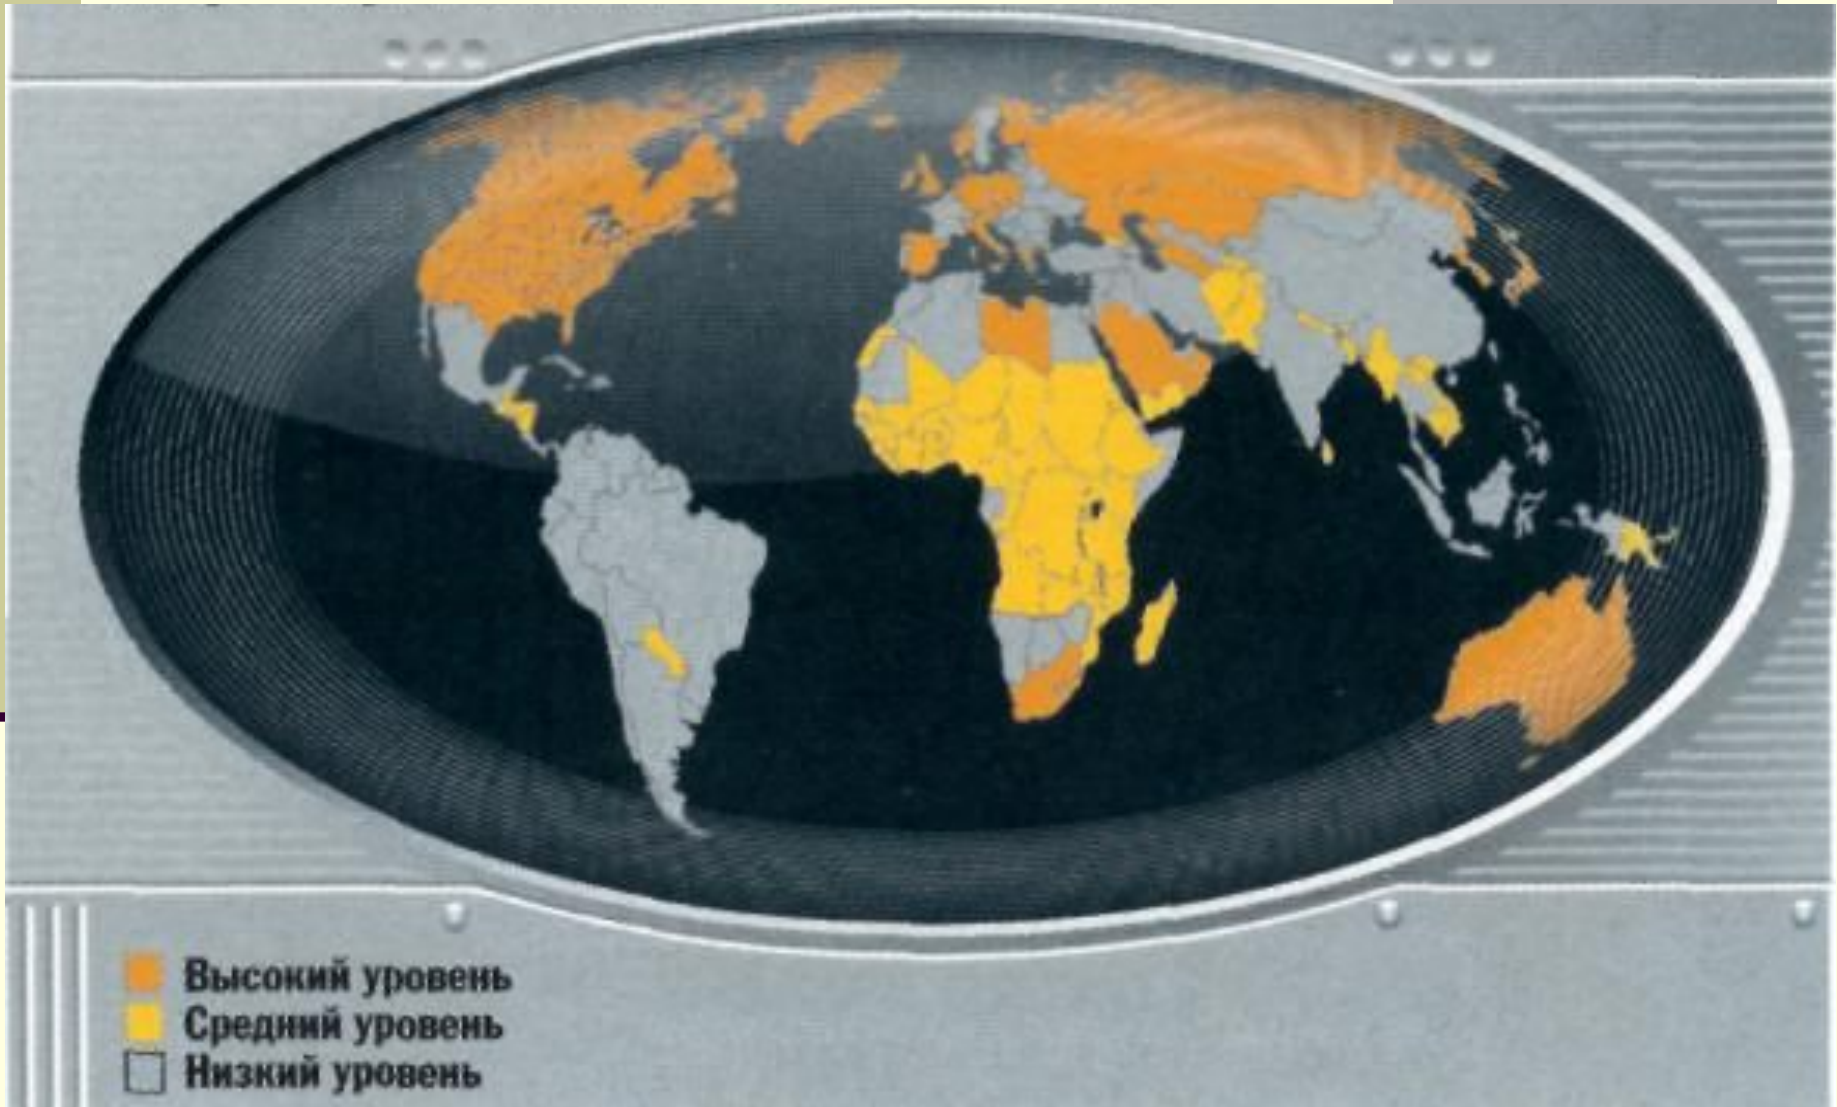 Высокий уровень
Средний уровень
Низкий уровень